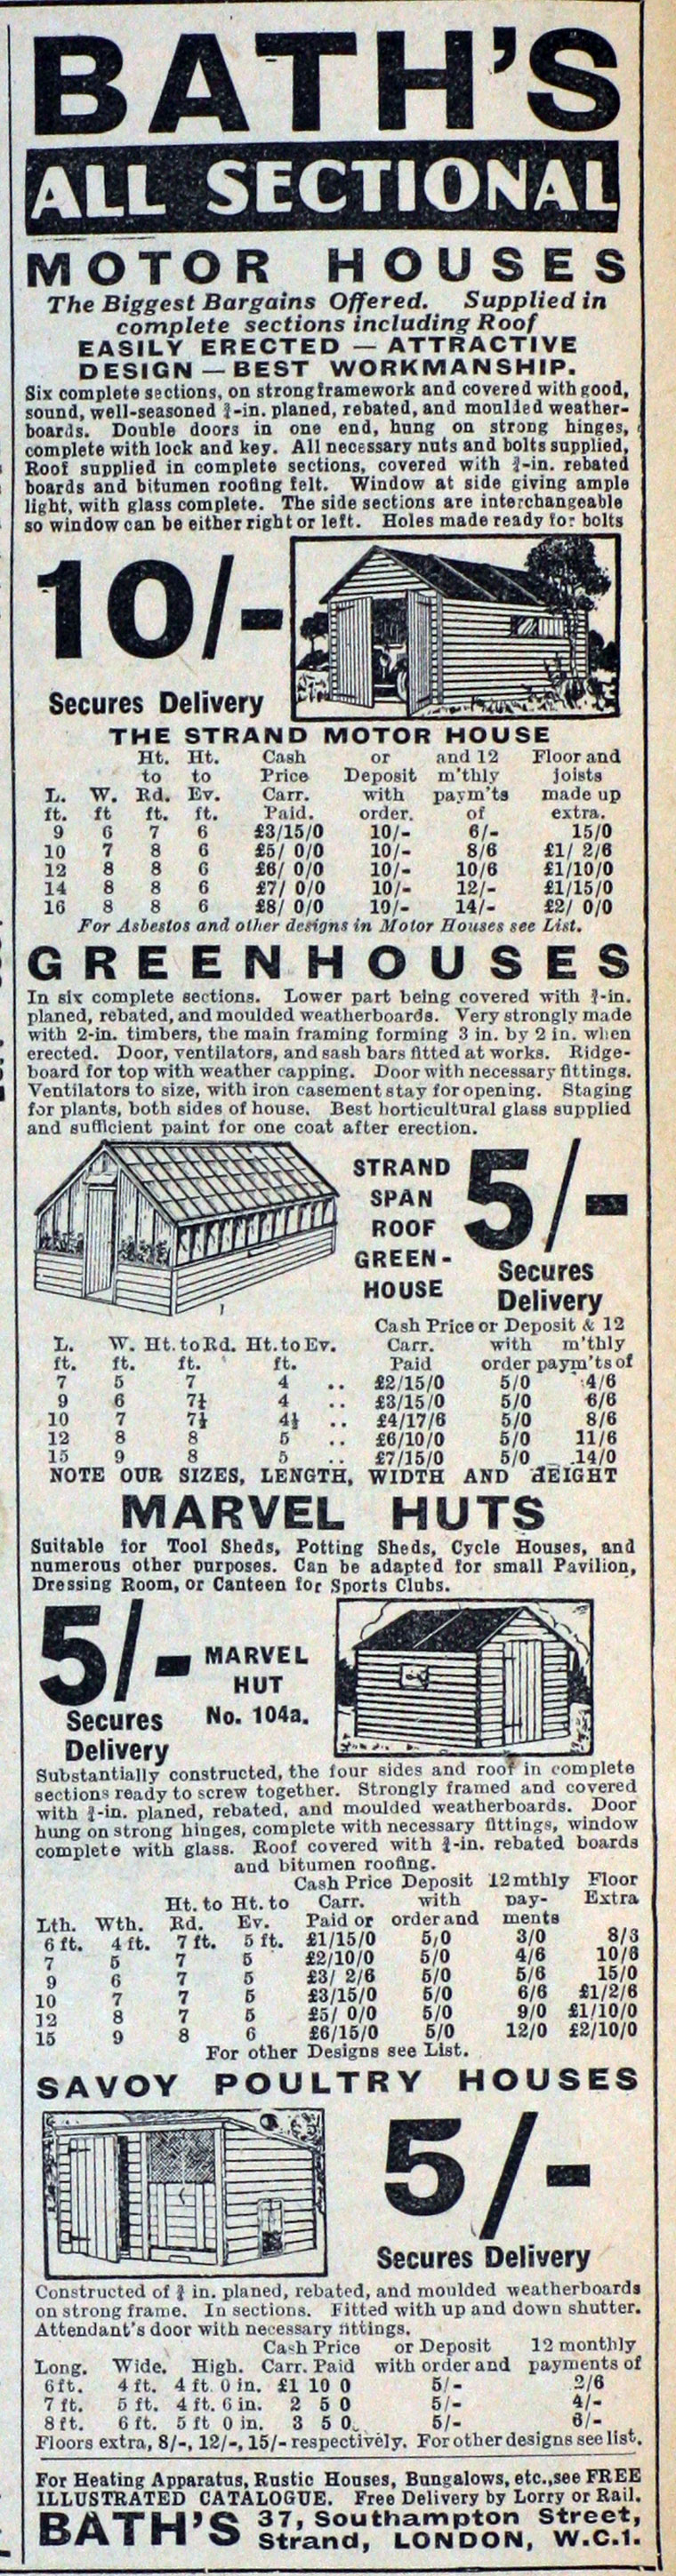 BATH'S
ALL SECTIONAL
MOTOR HOUSES
The Biggest Bargains Offered. Supplied in
complete sections including Roof
EASILY ERECTED — ATTRACTIVE
DESIGN — BEST WORKMANSHIP.
Six complete sections, on strong framework and covered with good,
sound, well-seasoned ¾-in. planed, rebated, and moulded weather-
boards. Double doors in one end, hung on strong hinges,
complete with lock and key. All necessary nuts and bolts supplied,
Roof supplied in complete sections, covered with ¾-in. rebated
boards and bitumen roofing felt. Window at side giving ample
light, with glass complete. The side sections are interchangeable
so window can be either right or left. Holes made ready for bolts
10/-
Secures Delivery
THE STRAND MOTOR HOUSE
Ht. Ht. Cash or and 12 Floor and
to to Price Deposit m'thly joists
L. W. Rd. Ev. Carr. with paym'ts made up
ft. ft ft. ft. Paid. order. of extra.
9 6 7 6 £3/15/0 10/- 6/- 15/0
10 7 8 6 £5/ 0/0 10/- 8/6 £1/ 2/6
12 8 8 6 £6/ 0/0 10/- 10/6 £1/10/0
14 8 8 6 £7/ 0/0 10/- 12/- £1/15/0
16 8 8 6 £8/ 0/0 10/- 14/- £2/ 0/0
For Asbestos and other designs in Motor Houses see List.
GREENHOUSES
In six complete sections. Lower part being covered with ¾-in.
planed, rebated, and moulded weatherboards. Very strongly made
with 2-in. timbers, the main framing forming 3 in. by 2 in. when
erected. Door, ventilators, and sash bars fitted at works. Ridge-
board for top with weather capping. Door with necessary fittings.
Ventilators to size, with iron casement stay for opening. Staging
for plants, both sides of house. Best horticultural glass supplied
and sufficient paint for one coat after erection.
STRAND
SPAN
ROOF
GREEN-
HOUSE
5/-
Secures
Delivery
Cash Price or Deposit & 12
L. W. Ht. to Rd. Ht. to Ev. Carr. with m'thly
ft. ft. ft. ft. Paid order paym'ts of
7 5 7 4 .. £2/15/0 5/0 4/6
9 6 7½ 4 .. £3/15/0 5/0 6/6
10 7 7½ 4½ .. £4/17/6 5/0 8/6
12 8 8 5 .. £6/10/0 5/0 11/6
15 9 8 5 .. £7/15/0 5/0 14/0
NOTE OUR SIZES, LENGTH, WIDTH AND HEIGHT
MARVEL HUTS
Suitable for Tool Sheds, Potting Sheds, Cycle Houses, and
numerous other purposes. Can be adapted for small Pavilion,
Dressing Room, or Canteen for Sports Clubs.
5/-
Secures
Delivery
MARVEL
HUT
No. 104a.
Substantially constructed, the four sides and roof in complete
sections ready to screw together. Strongly framed and covered
with ¾-in. planed, rebated, and moulded weatherboards. Door
hung on strong hinges, complete with necessary fittings, window
complete with glass. Roof covered with ¾-in. rebated boards
and bitumen roofing.
Cash Price Deposit 12 mthly Floor
Ht. to Ht. to Carr. with pay- Extra
Lth. Wth. Rd. Ev. Paid or order and ments
6 ft. 4 ft. 7 ft. 5 ft. £1/15/0 5/0 3/0 8/3
7 5 7 5 £2/10/0 5/0 4/6 10/6
9 6 7 5 £3/ 2/6 5/0 5/6 15/0
10 7 7 5 £3/15/0 5/0 6/6 £1/2/6
12 8 7 5 £5/ 0/0 5/0 9/0 £1/10/0
15 9 8 6 £6/15/0 5/0 12/0 £2/10/0
For other Designs see List.
SAVOY POULTRY HOUSES
5/-
Secures Delivery
Constructed of ¾ in. planed, rebated, and moulded weatherboards
on strong frame. In sections. Fitted with up and down shutter.
Attendant's door with necessary fittings.
Cash Price or Deposit 12 monthly
Long. Wide. High. Carr. Paid with order and payments of
6 ft. 4 ft. 4 ft. 0 in. £1 10 0 5/- 2/6
7 ft. 5 ft. 4 ft. 6 in. 2 5 0 5/- 4/-
8 ft. 6 ft. 5 ft 0 in. 3 5 0 5/- 6/-
Floors extra, 8/-, 12/-, 15/- respectively. For other designs see list.
For Heating Apparatus, Rustic Houses, Bungalows, etc., see FREE
ILLUSTRATED CATALOGUE. Free Delivery by Lorry or Rail.
BATH'S 37, Southampton Street,
Strand, LONDON, W.C.1.